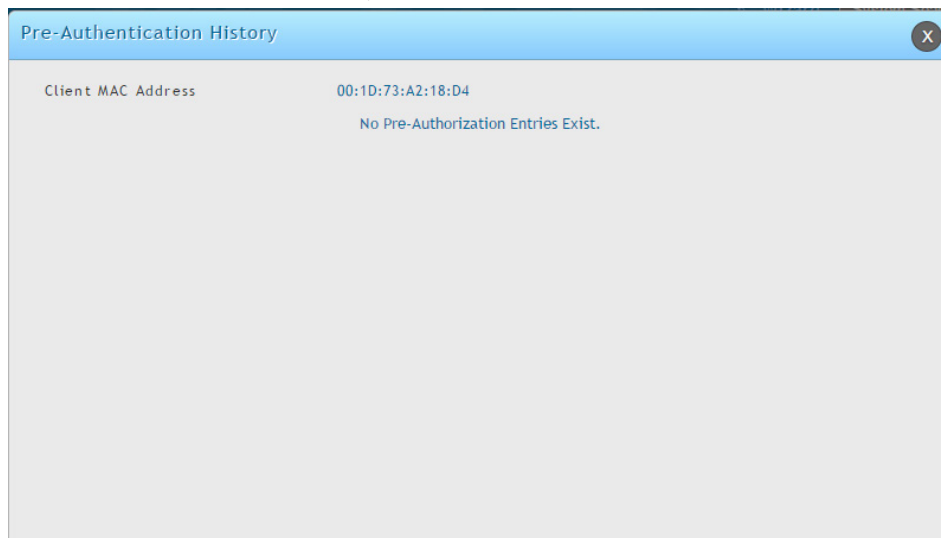 Pre-Authentication History
X
Client MAC Address 00:1D:73:A2:18:D4
No Pre-Authorization Entries Exist.